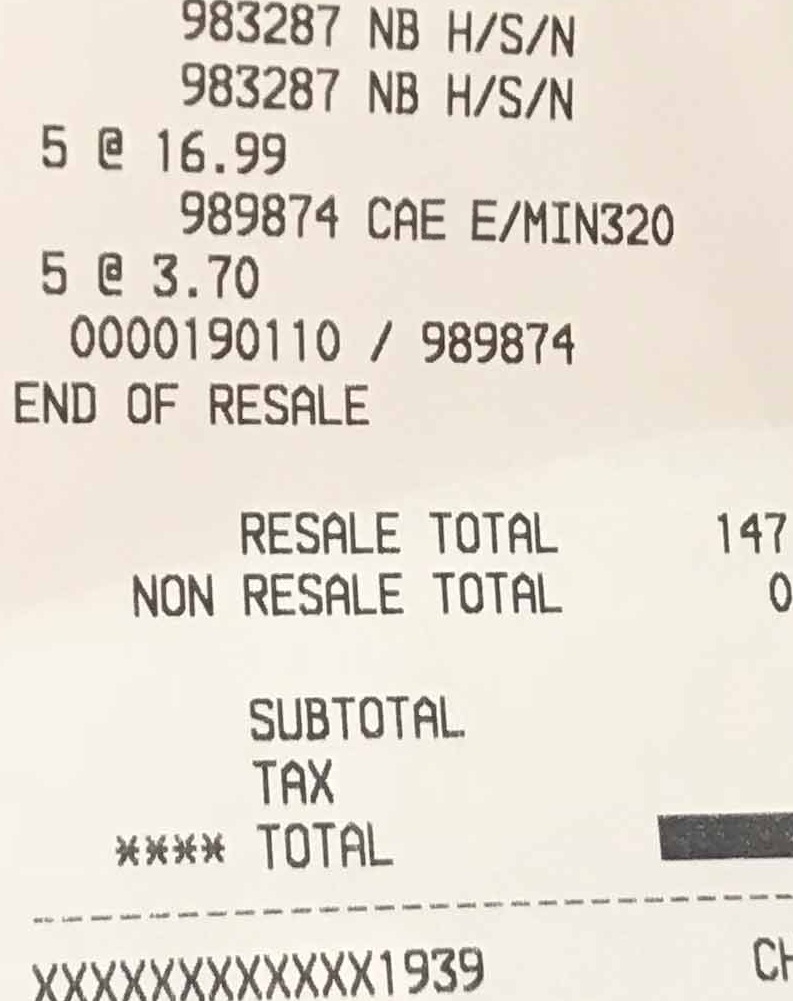 983287 NB H/S/N
983287 NB H/S/N
5 @ 16.99
989874 CAE E/MIN320
5 @ 3.70
0000190110 / 989874
END OF RESALE
RESALE TOTAL 147
NON RESALE TOTAL 0
SUBTOTAL
TAX
**** TOTAL
XXXXXXXXXXXX1939 CH